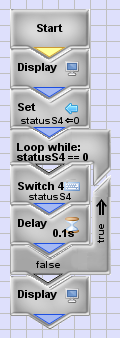 Start
Display
Set
statusS4⇐0
Loop while:
statusS4 == 0
Switch 4
statusS4
Delay
0.1s
true
false
Display